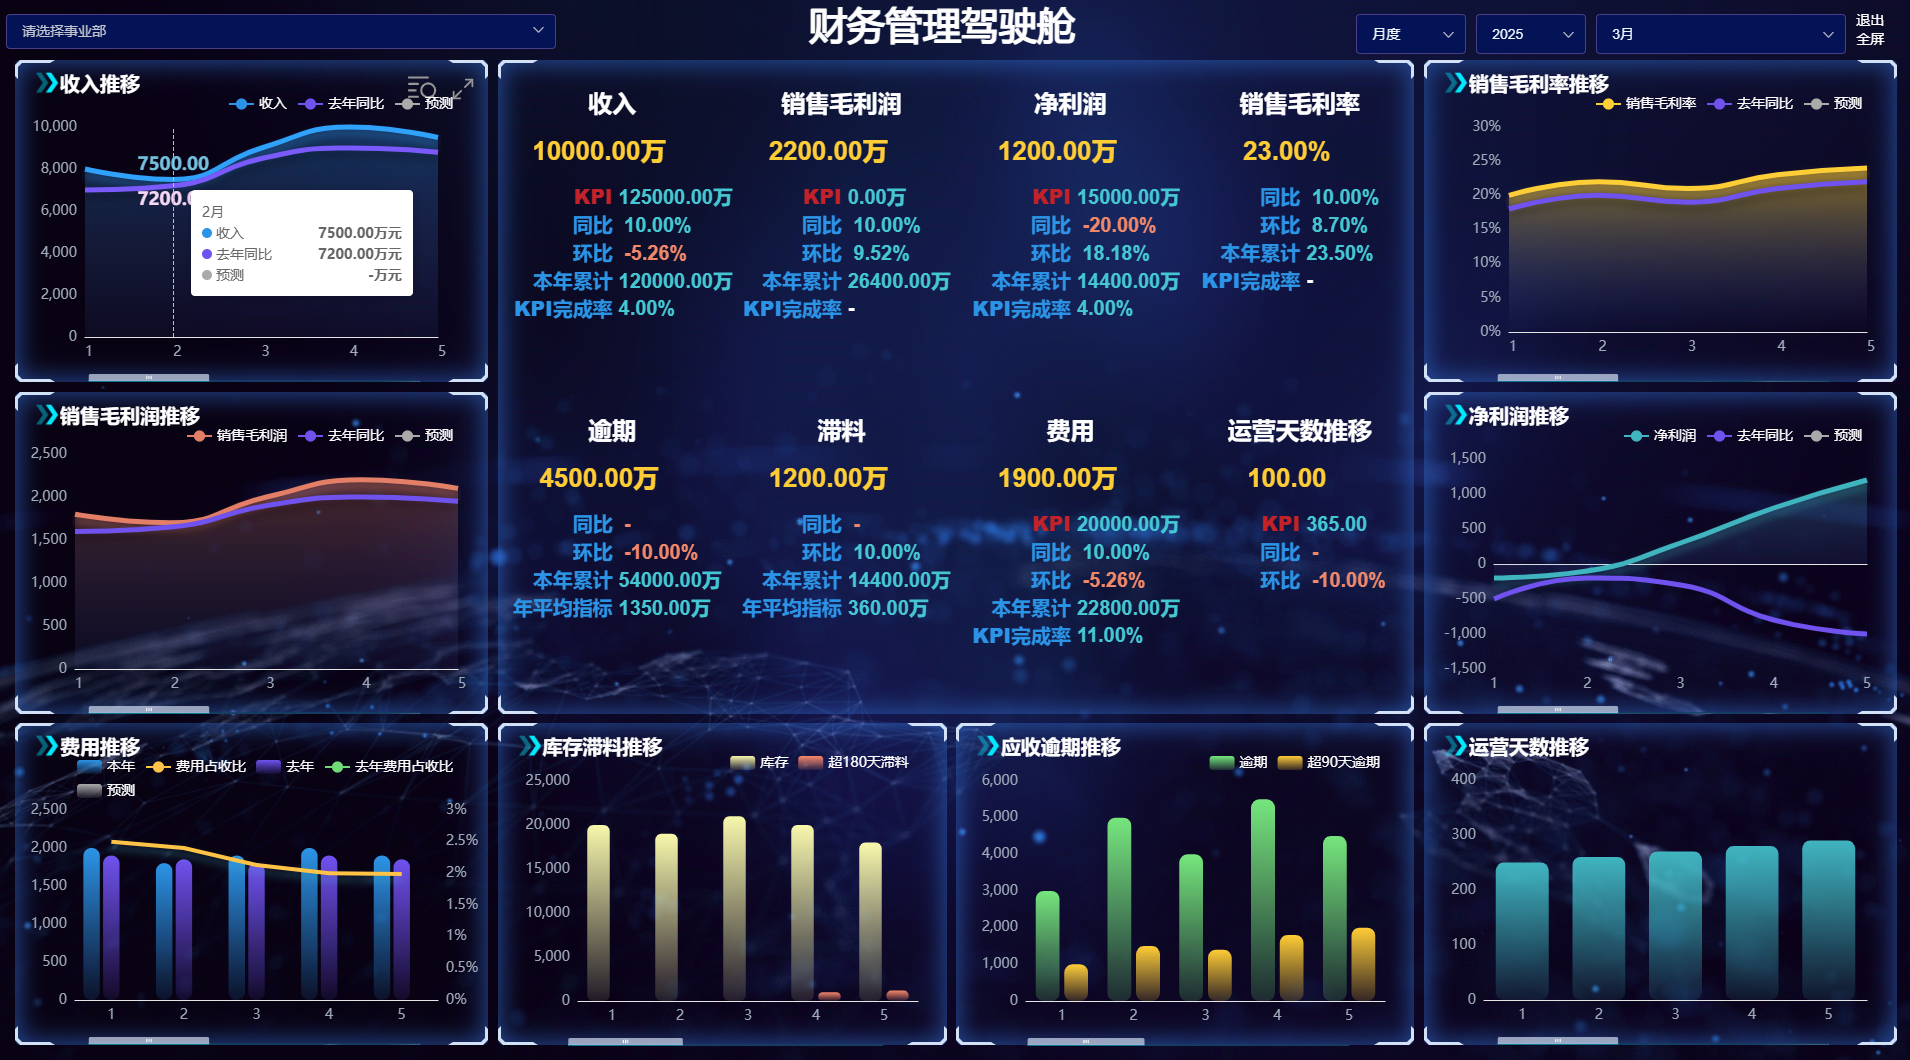 请选择事业部
财务管理驾驶舱
月度
2025
3月
退出全屏
收入推移
收入 去年同比 预测
10,000
8,000
6,000
4,000
2,000
0
1 2 3 4 5
7500.00
7200.0
2月
收入 7500.00万元
去年同比 7200.00万元
预测 -万元
收入
10000.00万
KPI 125000.00万
同比 10.00%
环比 -5.26%
本年累计 120000.00万
KPI完成率 4.00%
销售毛利润
2200.00万
KPI 0.00万
同比 10.00%
环比 9.52%
本年累计 26400.00万
KPI完成率 -
净利润
1200.00万
KPI 15000.00万
同比 -20.00%
环比 18.18%
本年累计 14400.00万
KPI完成率 4.00%
销售毛利率
23.00%
同比 10.00%
环比 8.70%
本年累计 23.50%
KPI完成率 -
销售毛利率推移
销售毛利率 去年同比 预测
30%
25%
20%
15%
10%
5%
0%
1 2 3 4 5
销售毛利润推移
销售毛利润 去年同比 预测
2,500
2,000
1,500
1,000
500
0
1 2 3 4 5
逾期
4500.00万
同比 -
环比 -10.00%
本年累计 54000.00万
年平均指标 1350.00万
滞料
1200.00万
同比 -
环比 10.00%
本年累计 14400.00万
年平均指标 360.00万
费用
1900.00万
KPI 20000.00万
同比 10.00%
环比 -5.26%
本年累计 22800.00万
KPI完成率 11.00%
运营天数推移
100.00
KPI 365.00
同比 -
环比 -10.00%
净利润推移
净利润 去年同比 预测
1,500
1,000
500
0
-500
-1,000
-1,500
1 2 3 4 5
费用推移
本年 费用占收比 去年 去年费用占收比
预测
2,500
2,000
1,500
1,000
500
0
3%
2.5%
2%
1.5%
1%
0.5%
0%
1 2 3 4 5
库存滞料推移
库存 超180天滞料
25,000
20,000
15,000
10,000
5,000
0
1 2 3 4 5
应收逾期推移
逾期 超90天逾期
6,000
5,000
4,000
3,000
2,000
1,000
0
1 2 3 4 5
运营天数推移
400
300
200
100
0
1 2 3 4 5